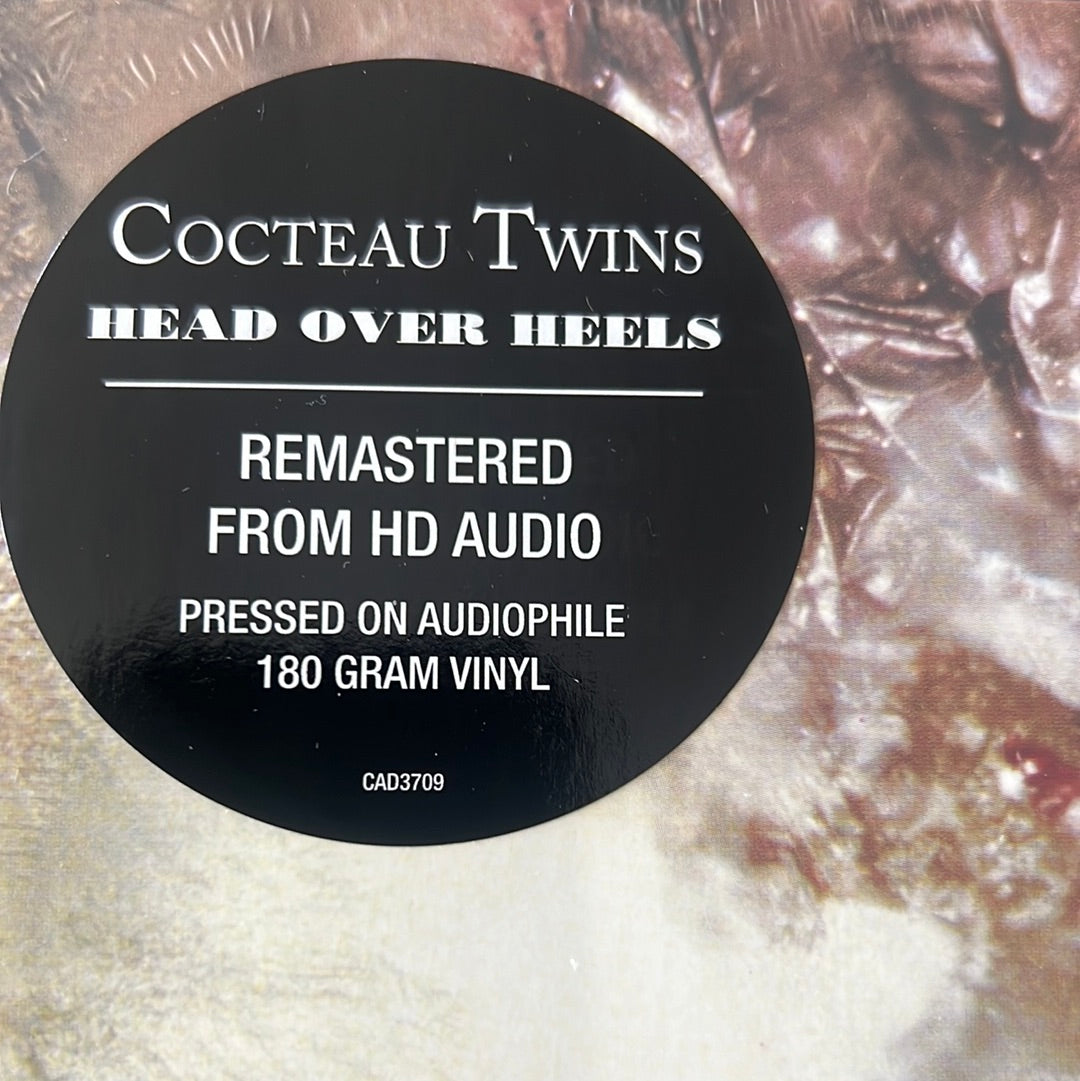 COCTEAU TWINS
HEAD OVER HEELS
REMASTERED
FROM HD AUDIO
PRESSED ON AUDIOPHILE
180 GRAM VINYL
CAD3709